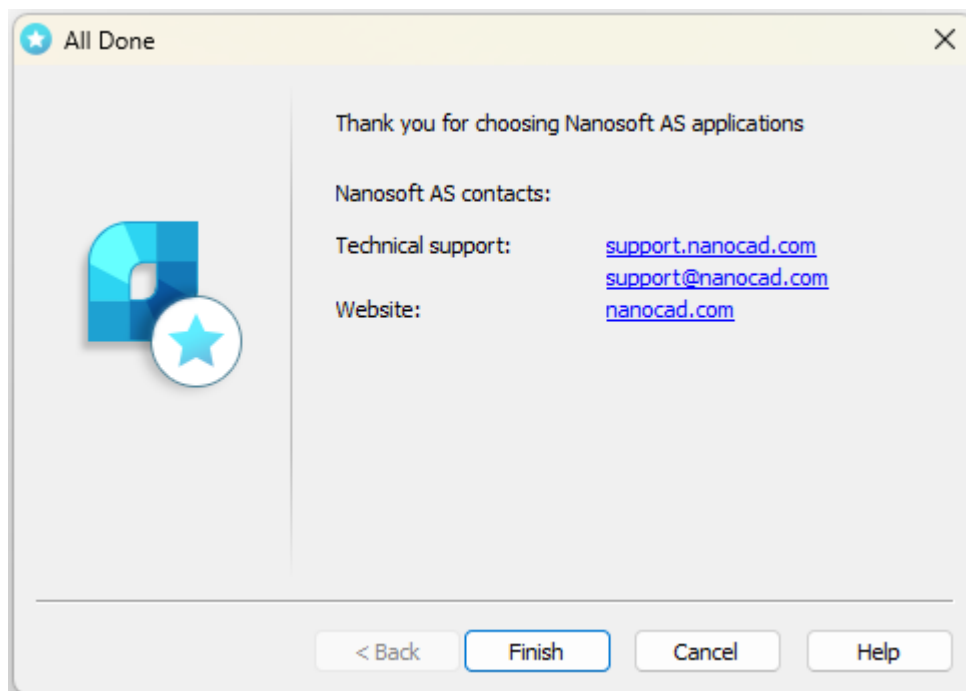 All Done
Thank you for choosing Nanosoft AS applications
Nanosoft AS contacts:
Technical support: support.nanocad.com
support@nanocad.com
Website: nanocad.com
< Back Finish Cancel Help